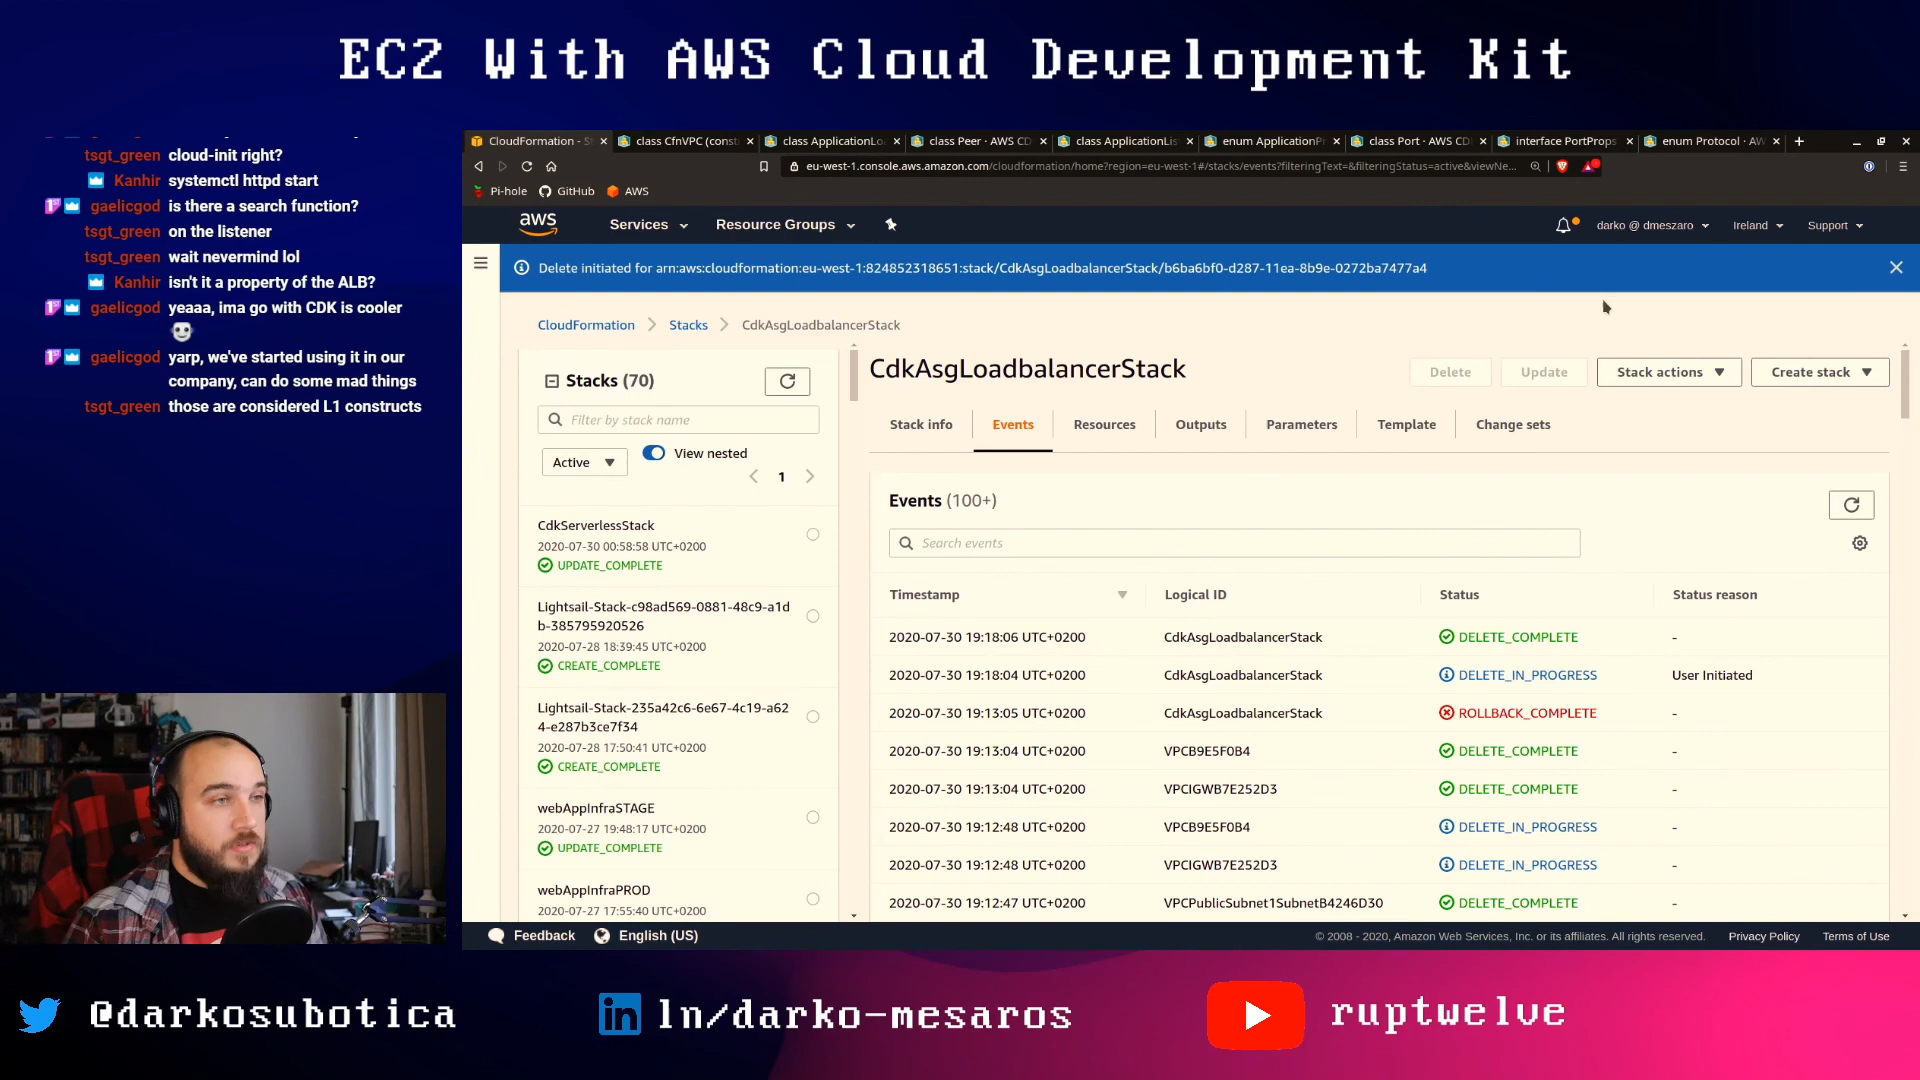 EC2 With AWS Cloud Development Kit
tsgt_green cloud-init right?
Kanhir systemctl httpd start
gaelicgod is there a search function?
tsgt_green on the listener
tsgt_green wait nevermind lol
Kanhir isn't it a property of the ALB?
gaelicgod yeaaa, ima go with CDK is cooler
gaelicgod yarp, we've started using it in our
company, can do some mad things
tsgt_green those are considered L1 constructs
CloudFormation - S
class CfnVPC (const
class ApplicationLo
class Peer · AWS CD
class ApplicationLis
enum ApplicationPr
class Port · AWS CD
interface PortProps
enum Protocol · AW
eu-west-1.console.aws.amazon.com/cloudformation/home?region=eu-west-1#/stacks/events?filteringText=&filteringStatus=active&viewNe...
Pi-hole GitHub AWS
aws Services Resource Groups darko @ dmeszaro Ireland Support
Delete initiated for arn:aws:cloudformation:eu-west-1:824852318651:stack/CdkAsgLoadbalancerStack/b6ba6bf0-d287-11ea-8b9e-0272ba7477a4
CloudFormation Stacks CdkAsgLoadbalancerStack
Stacks (70)
Filter by stack name
Active View nested
1
CdkServerlessStack
2020-07-30 00:58:58 UTC+0200
UPDATE_COMPLETE
Lightsail-Stack-c98ad569-0881-48c9-a1d
b-385795920526
2020-07-28 18:39:45 UTC+0200
CREATE_COMPLETE
Lightsail-Stack-235a42c6-6e67-4c19-a62
4-e287b3ce7f34
2020-07-28 17:50:41 UTC+0200
CREATE_COMPLETE
webAppInfraSTAGE
2020-07-27 19:48:17 UTC+0200
UPDATE_COMPLETE
webAppInfraPROD
2020-07-27 17:55:40 UTC+0200
CdkAsgLoadbalancerStack
Delete Update Stack actions Create stack
Stack info Events Resources Outputs Parameters Template Change sets
Events (100+)
Search events
Timestamp Logical ID Status Status reason
2020-07-30 19:18:06 UTC+0200 CdkAsgLoadbalancerStack DELETE_COMPLETE -
2020-07-30 19:18:04 UTC+0200 CdkAsgLoadbalancerStack DELETE_IN_PROGRESS User Initiated
2020-07-30 19:13:05 UTC+0200 CdkAsgLoadbalancerStack ROLLBACK_COMPLETE -
2020-07-30 19:13:04 UTC+0200 VPCB9E5F0B4 DELETE_COMPLETE -
2020-07-30 19:13:04 UTC+0200 VPCIGWB7E252D3 DELETE_COMPLETE -
2020-07-30 19:12:48 UTC+0200 VPCB9E5F0B4 DELETE_IN_PROGRESS -
2020-07-30 19:12:48 UTC+0200 VPCIGWB7E252D3 DELETE_IN_PROGRESS -
2020-07-30 19:12:47 UTC+0200 VPCPublicSubnet1SubnetB4246D30 DELETE_COMPLETE -
Feedback English (US)
© 2008 - 2020, Amazon Web Services, Inc. or its affiliates. All rights reserved. Privacy Policy Terms of Use
@darkosubotica
in ln/darko-mesaros
ruptwelve